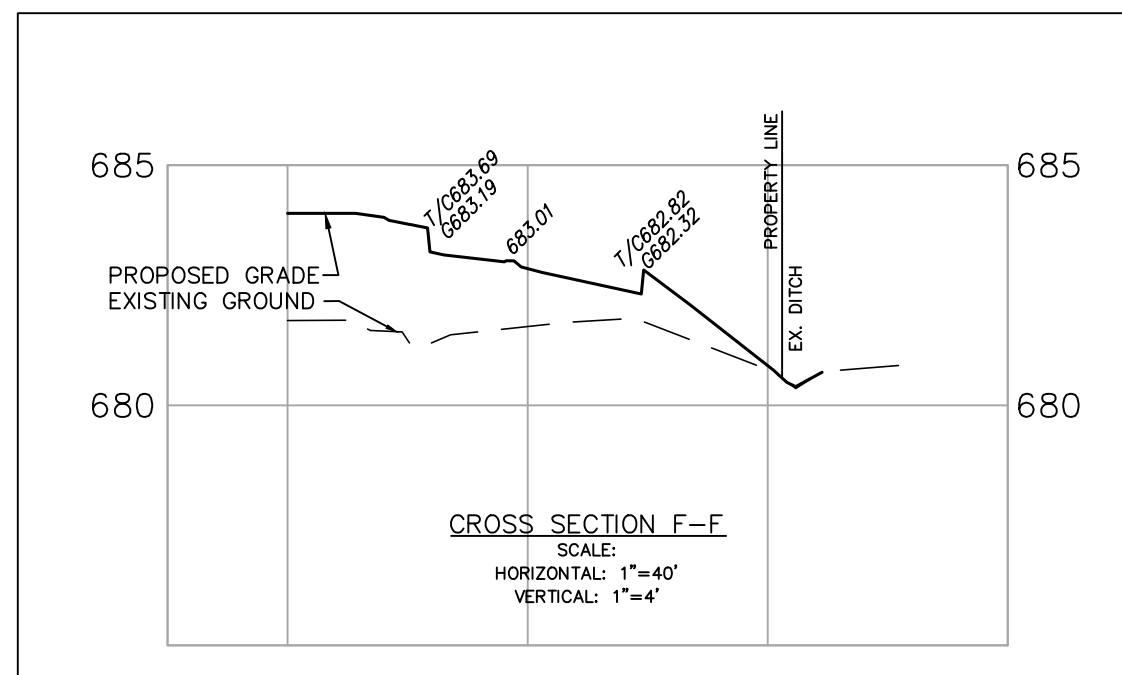 685
685
PROPERTY LINE
T/C683.69
G683.19
683.01
T/C682.82
G682.32
PROPOSED GRADE
EXISTING GROUND
EX. DITCH
680
680
CROSS SECTION F-F
SCALE:
HORIZONTAL: 1"=40'
VERTICAL: 1"=4'